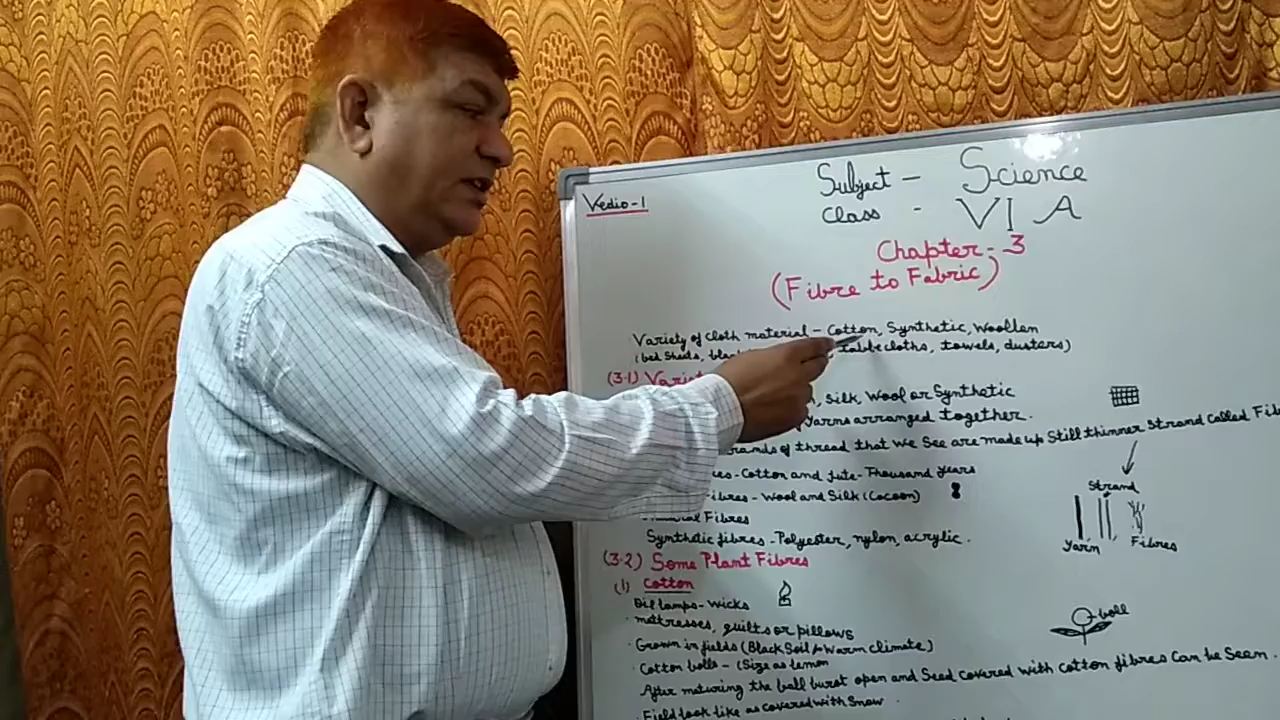 Vedio-1
Subject - Science
Class - VI A
Chapter-3
(Fibre to Fabric)
Variety of cloth material - Cotton, Synthetic, Woollen
(bed Sheets, tablecloths, towels, dusters)
(3.1)
, Silk, Wool or Synthetic
Yarns arranged together.
of thread that we See are made up Still thinner Strand called
- Cotton and Jute - Thousand years
- Wool and Silk (Cocoon)
Fibres
Synthetic fibres - Polyester, nylon, acrylic.
Strand
Yarn Fibres
(3.2) Some Plant Fibres
(1) Cotton
Oil lamps - wicks
· mattresses, quilts or pillows
· Grown in fields (Black Soil & Warm climate)
boll
· Cotton bolls - (Size as lemon
After maturing the ball burst open and Seed covered with cotton fibres Can be Seen.
· Field look like as covered with Snow